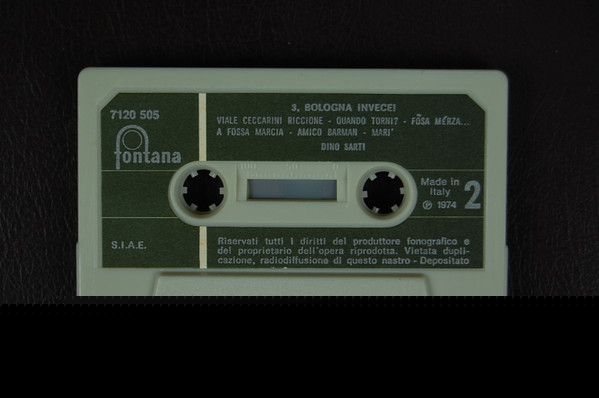 3, BOLOGNA INVECE!
7120 505
VIALE CECCARINI RICCIONE - QUANDO TORNI? - FÔSA MÊRZA...
A FOSSA MARCIA - AMICO BARMAN - MARI'
DINO SARTI
fontana
Made in
Italy
℗ 1974
2
S.I.A.E.
Riservati tutti i diritti del produttore fonografico e
del proprietario dell'opera riprodotta. Vietata dupli-
cazione, radiodiffusione di questo nastro - Depositato